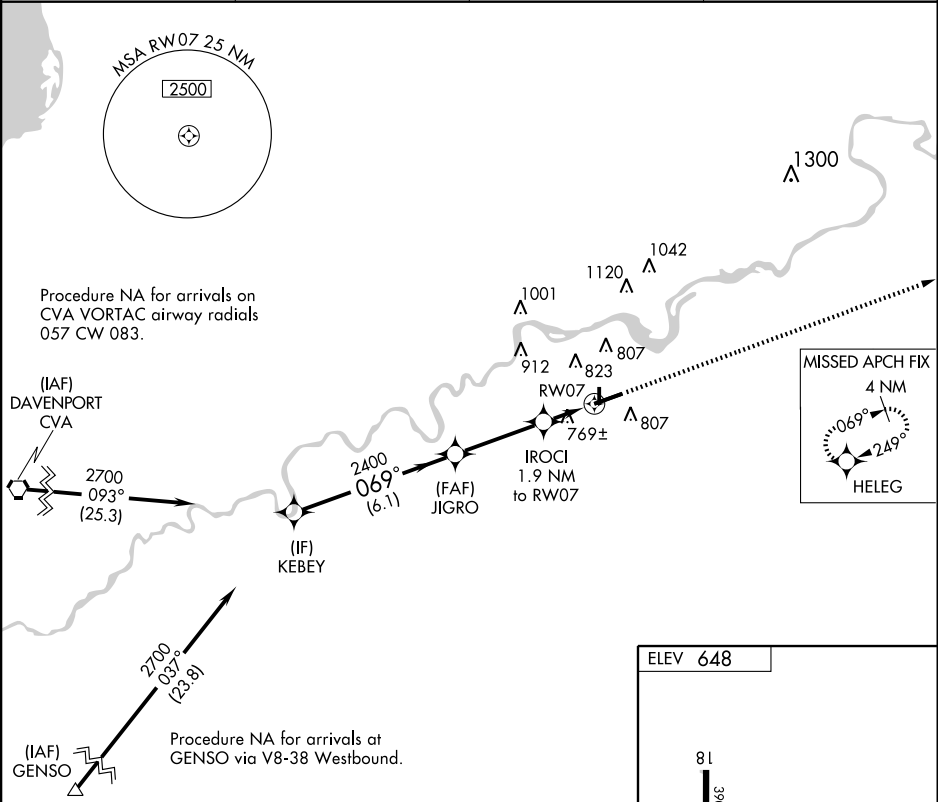 MSA RW07 25 NM
2500
1300
1042
1120
1001
Procedure NA for arrivals on
CVA VORTAC airway radials
057 CW 083.
912
807
823
MISSED APCH FIX
4 NM
069°
249°
HELEG
(IAF)
DAVENPORT
CVA
RW07
769±
807
2700
093°
(25.3)
2400
069°
(6.1)
(FAF)
JIGRO
IROCI
1.9 NM
to RW07
(IF)
KEBEY
2700
037°
(23.8)
ELEV 648
Procedure NA for arrivals at
GENSO via V8-38 Westbound.
(IAF)
GENSO
18